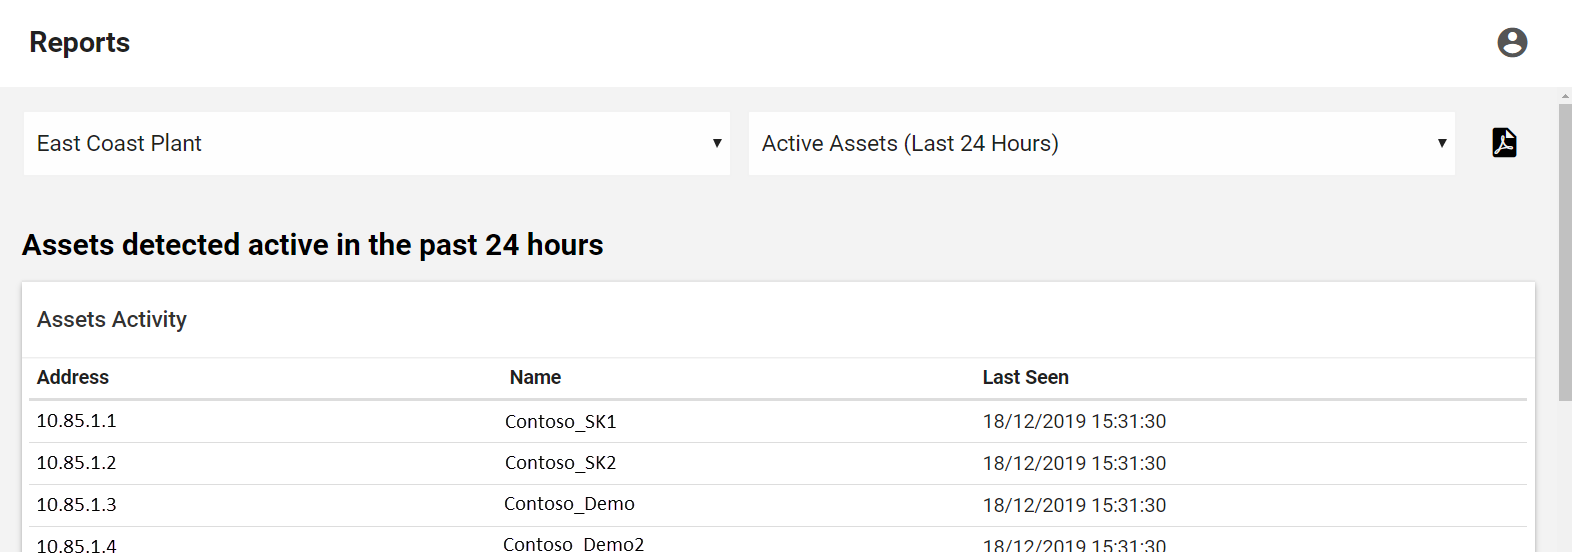 Reports
East Coast Plant Active Assets (Last 24 Hours)
Assets detected active in the past 24 hours
Assets Activity
Address Name Last Seen
10.85.1.1 Contoso_SK1 18/12/2019 15:31:30
10.85.1.2 Contoso_SK2 18/12/2019 15:31:30
10.85.1.3 Contoso_Demo 18/12/2019 15:31:30
10.85.1.4 Contoso_Demo2 18/12/2019 15:31:30